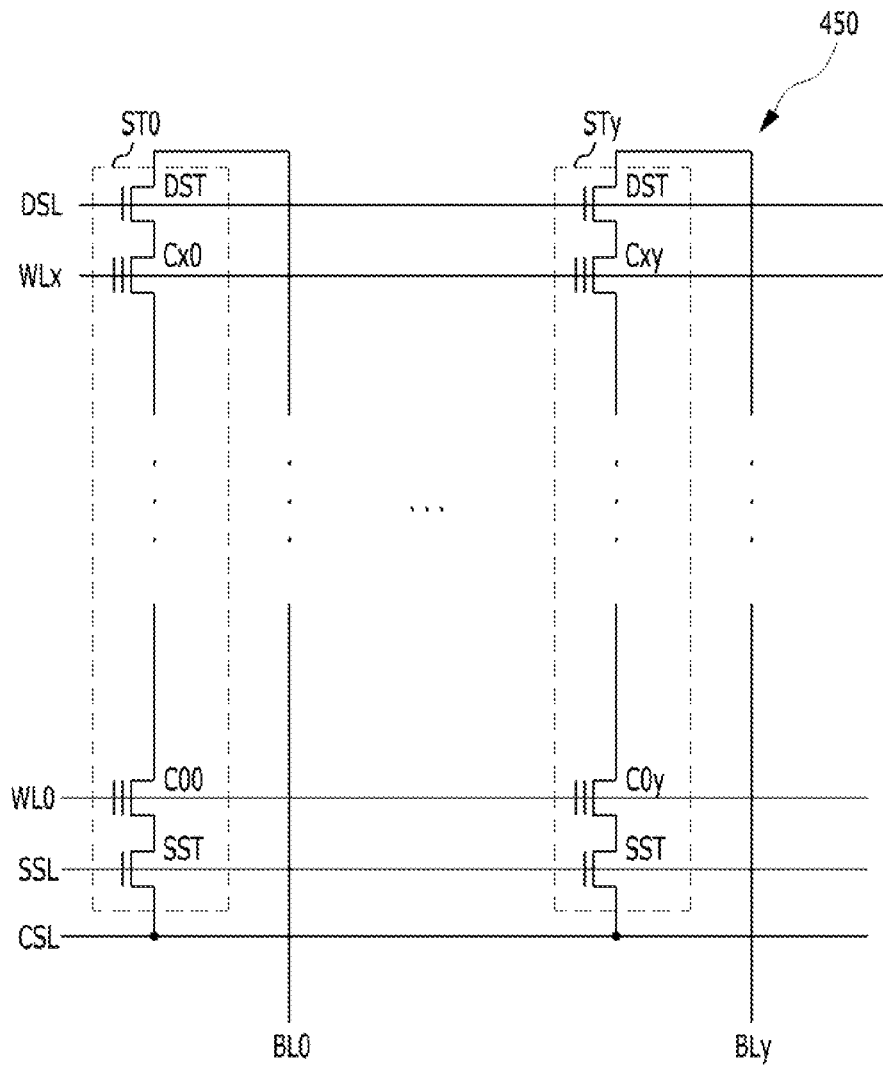 450
ST0 STy
DSL DST DST
WLx Cx0 Cxy
...
WL0 C00 C0y
SSL SST SST
CSL
BL0 BLy